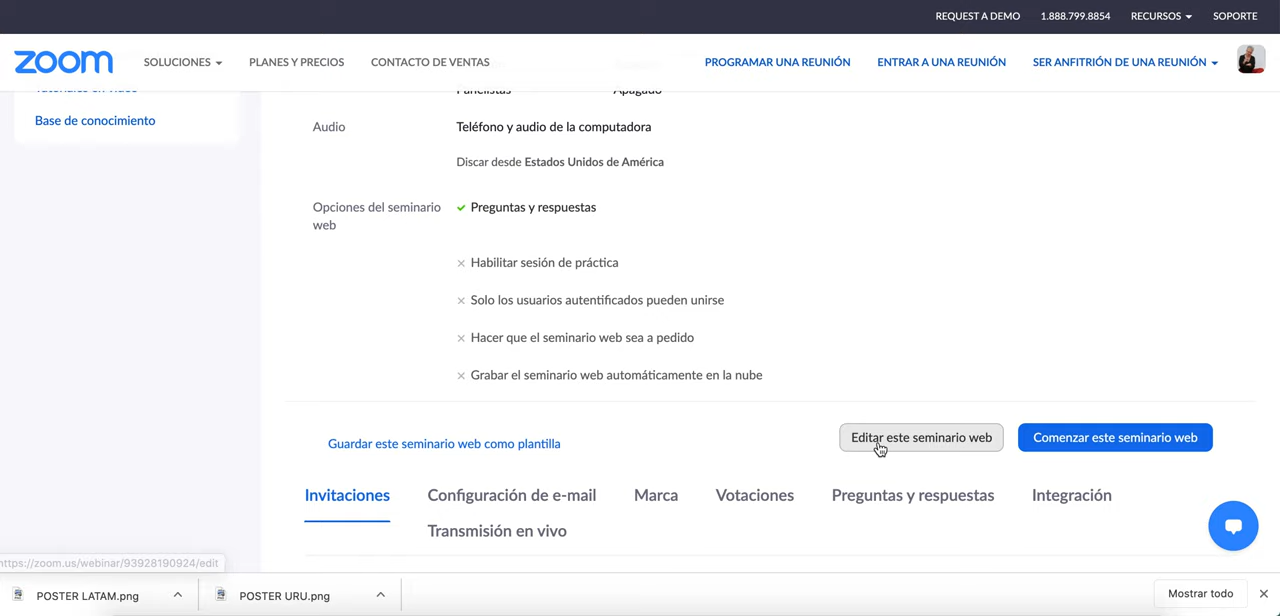 REQUEST A DEMO 1.888.799.8854 RECURSOS SOPORTE
zoom SOLUCIONES PLANES Y PRECIOS CONTACTO DE VENTAS PROGRAMAR UNA REUNIÓN ENTRAR A UNA REUNIÓN SER ANFITRIÓN DE UNA REUNIÓN
Tutoriales en video Panelistas Apagado
Base de conocimiento Audio Teléfono y audio de la computadora
Discar desde Estados Unidos de América
Opciones del seminario web Preguntas y respuestas
Habilitar sesión de práctica
Solo los usuarios autentificados pueden unirse
Hacer que el seminario web sea a pedido
Grabar el seminario web automáticamente en la nube
Guardar este seminario web como plantilla Editar este seminario web Comenzar este seminario web
Invitaciones Configuración de e-mail Marca Votaciones Preguntas y respuestas Integración
Transmisión en vivo
https://zoom.us/webinar/93928190924/edit
POSTER LATAM.png POSTER URU.png Mostrar todo